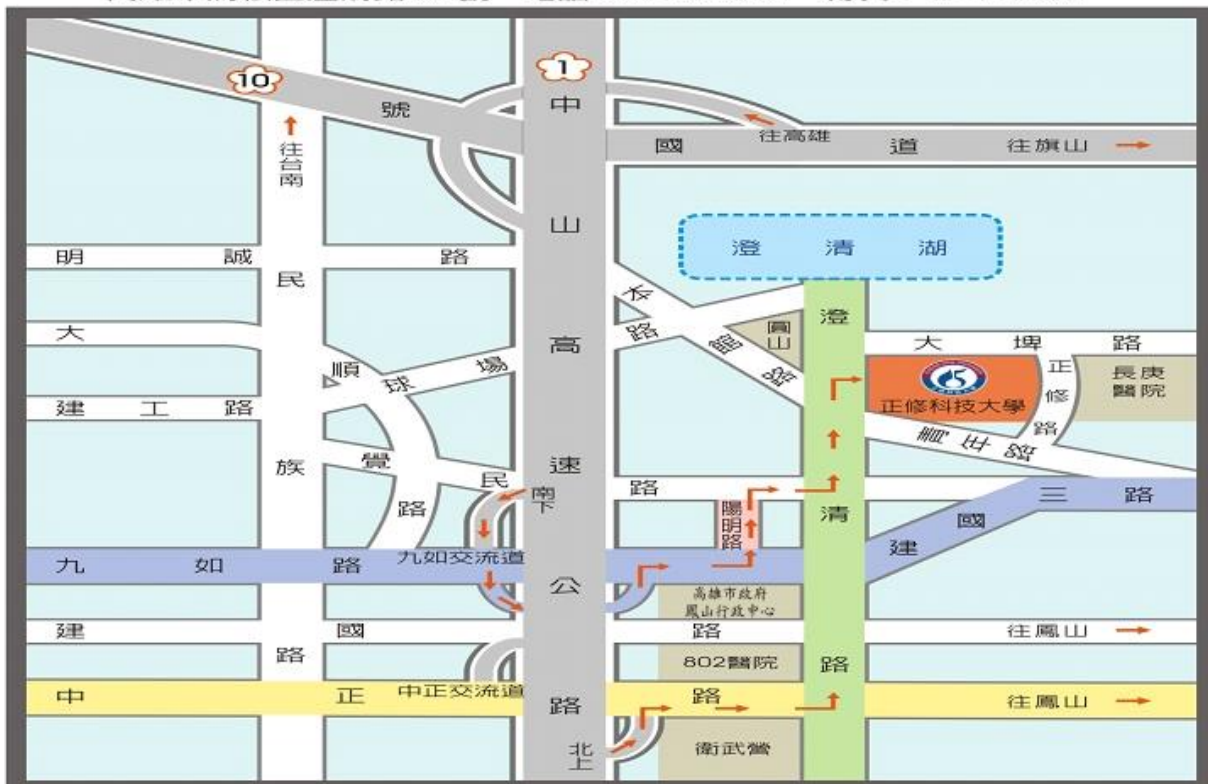 10
號
1
中山高速公路
國道
往高雄
往旗山
往台南
澄清湖
明誠路
民族路
大順路
建工路
球場路
本館路
圓山
澄清路
大埤路
正修科技大學
正修路
長庚醫院
覺民路
南下
陽明路
建國三路
九如路
九如交流道
高雄市政府
鳳山行政中心
建國路
往鳳山
802醫院
中正路
中正交流道
往鳳山
北上
衛武營